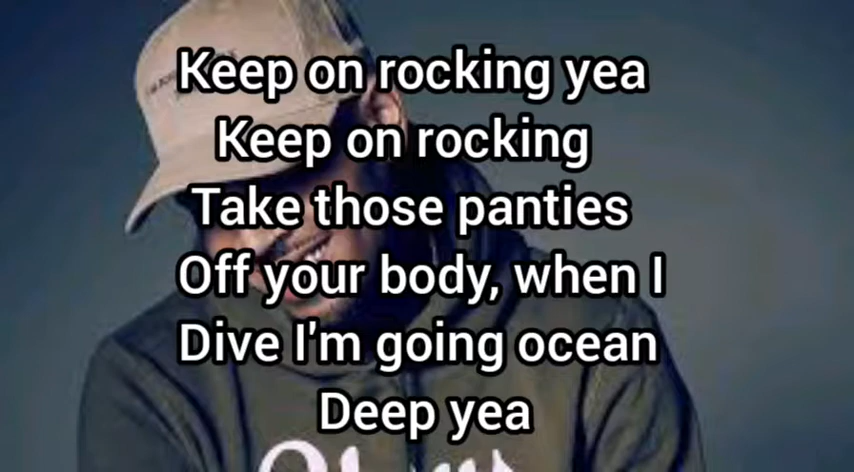 Keep on rocking yea
Keep on rocking
Take those panties
Off your body, when I
Dive I'm going ocean
Deep yea